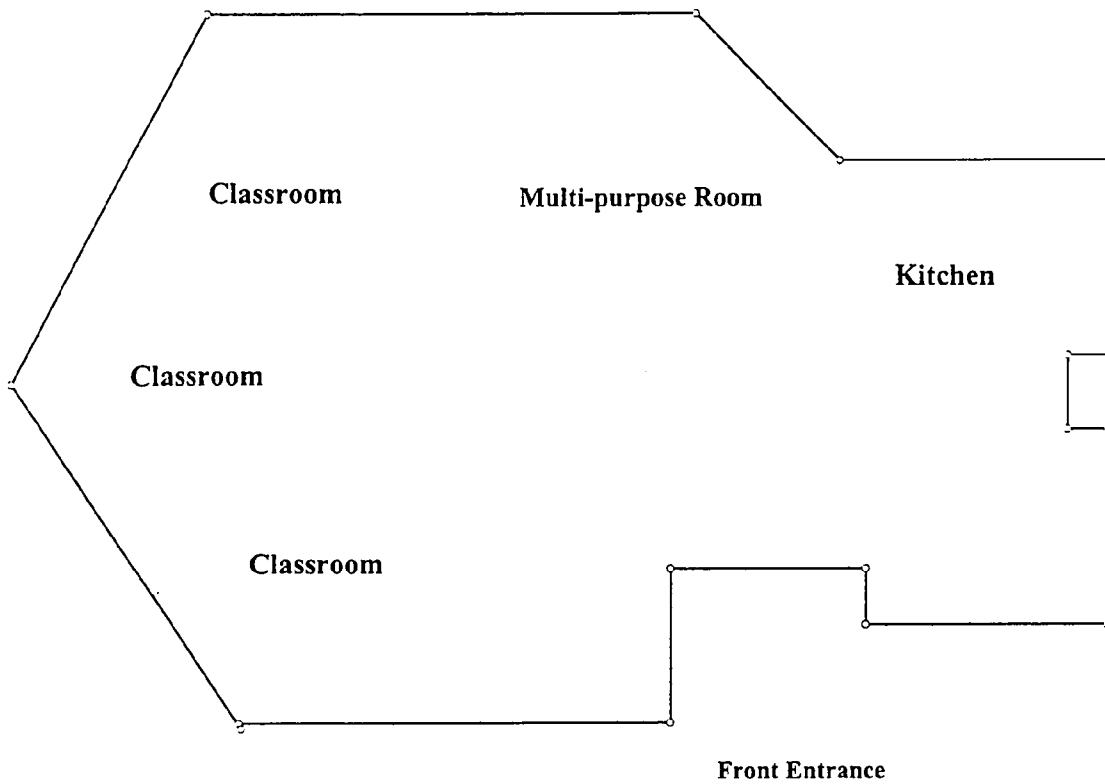 Classroom
Multi-purpose Room
Kitchen
Classroom
Classroom
Front Entrance